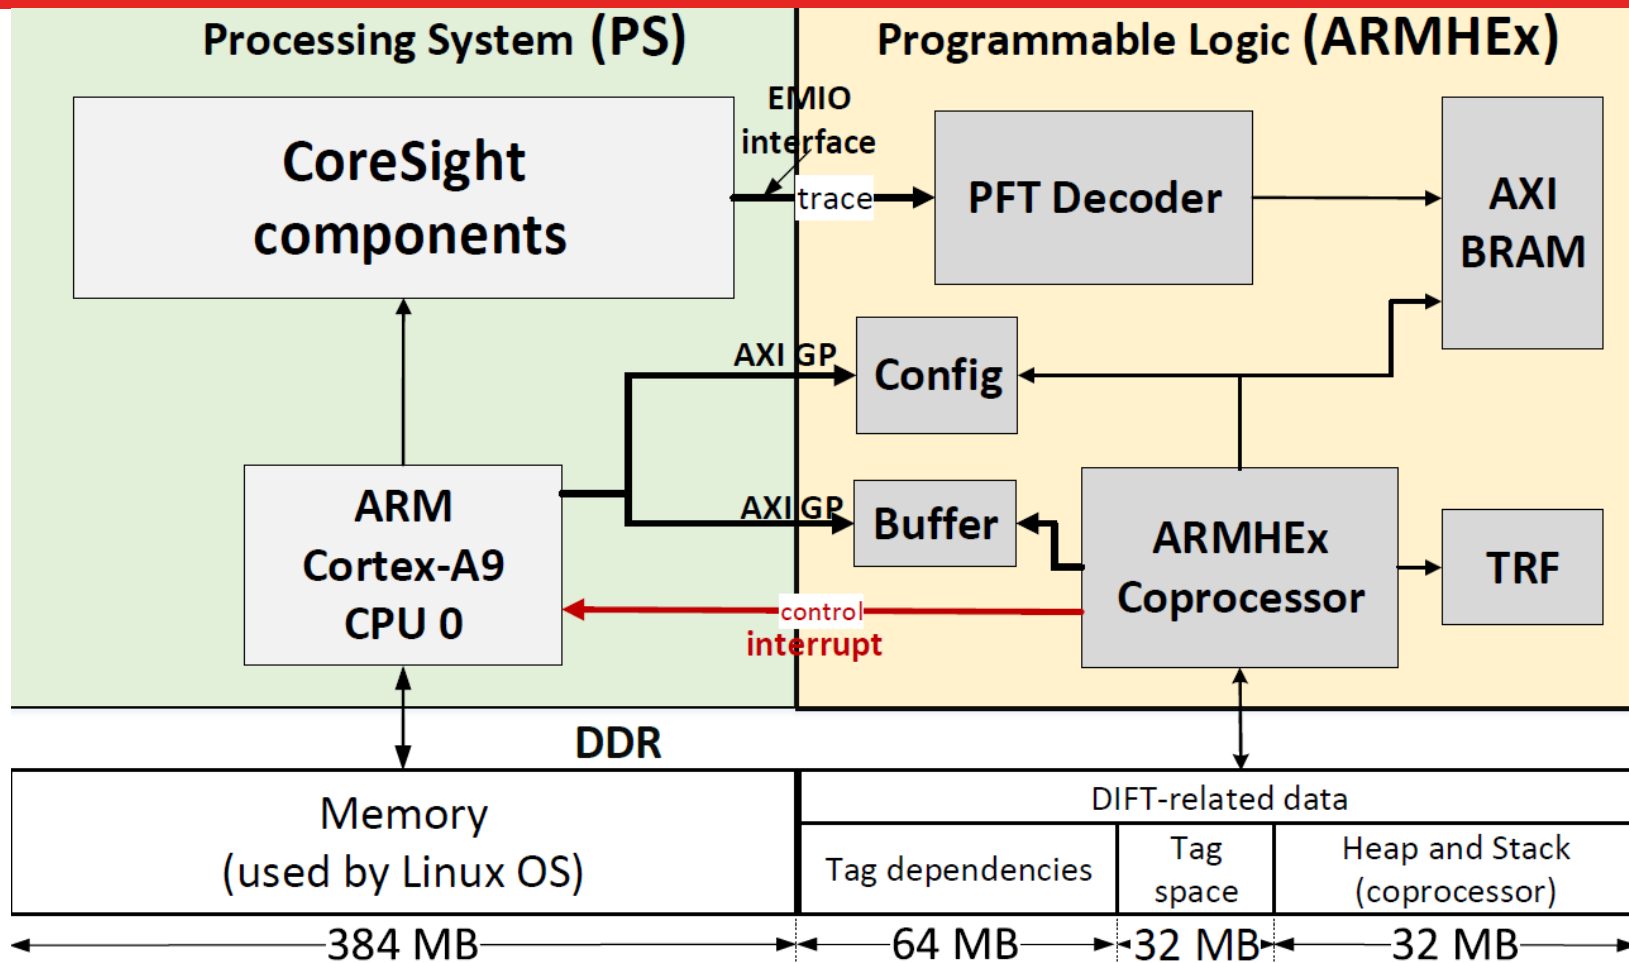 Processing System (PS)
Programmable Logic (ARMHEx)
CoreSight
components
EMIO
interface
trace
PFT Decoder
AXI
BRAM
AXI GP
Config
ARM
Cortex-A9
CPU 0
AXI GP
Buffer
ARMHEx
Coprocessor
TRF
control
interrupt
DDR
Memory
(used by Linux OS)
DIFT-related data
Tag dependencies
Tag
space
Heap and Stack
(coprocessor)
384 MB
64 MB
32 MB
32 MB